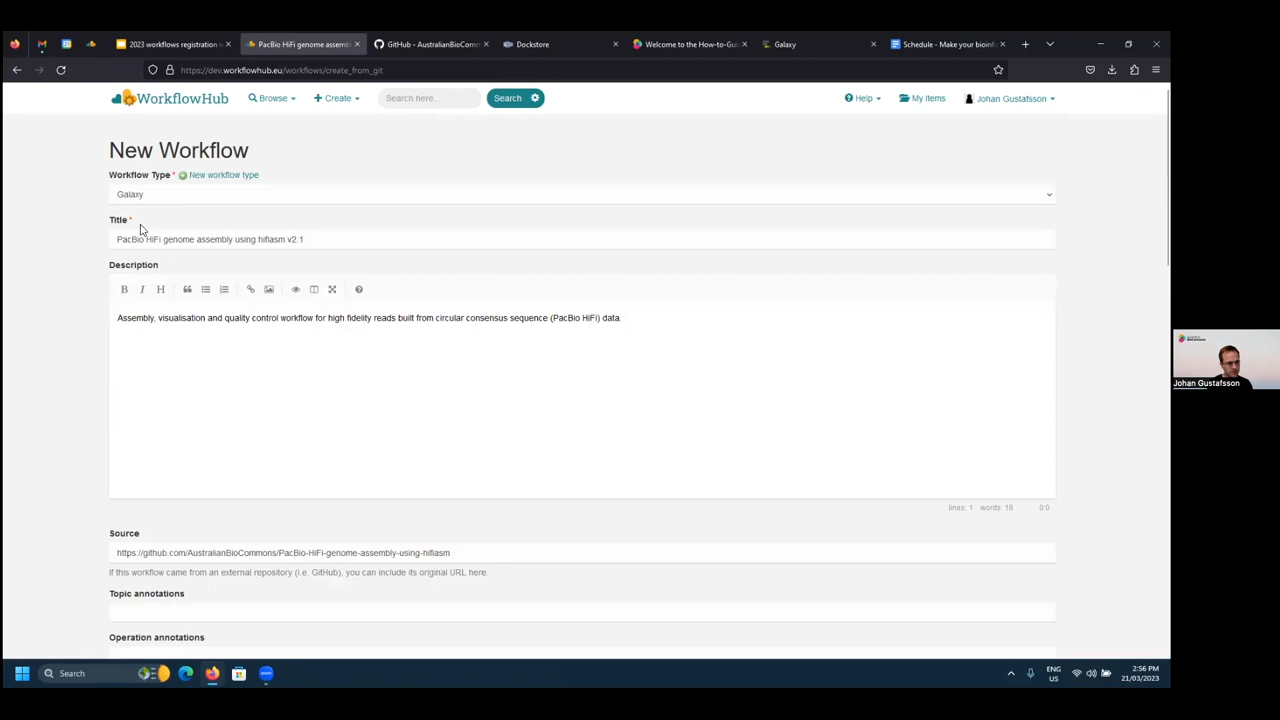 2023 workflows registration w
PacBio HiFi genome assemb
GitHub - AustralianBioComm
Dockstore
Welcome to the How-to-Gui
Galaxy
Schedule - Make your bioinf
https://dev.workflowhub.eu/workflows/create_from_git
WorkflowHub
Browse
Create
Search here...
Search
Help
My items
Johan Gustafsson
New Workflow
Workflow Type * New workflow type
Galaxy
Title *
PacBio HiFi genome assembly using hifiasm v2.1
Description
B I H
Assembly, visualisation and quality control workflow for high fidelity reads built from circular consensus sequence (PacBio HiFi) data.
lines: 1 words: 18 0:0
Source
https://github.com/AustralianBioCommons/PacBio-HiFi-genome-assembly-using-hifiasm
If this workflow came from an external repository (i.e. GitHub), you can include its original URL here.
Topic annotations
Operation annotations
Johan Gustafsson
Search
ENG
US
2:56 PM
21/03/2023